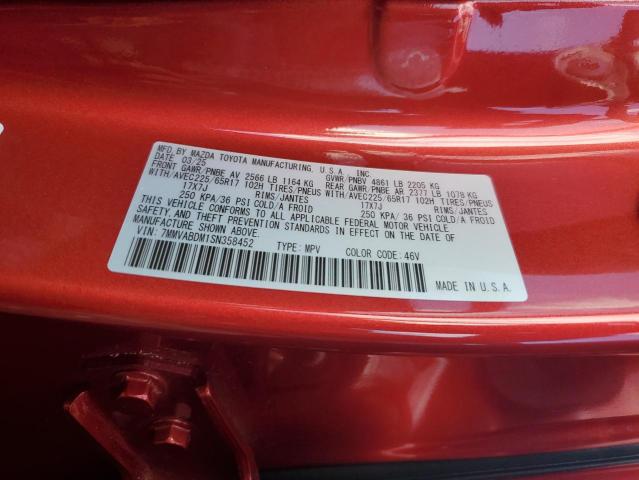 MFD. BY MAZDA TOYOTA MANUFACTURING, U.S.A., INC.
03/25 GVWR/PNBV 4861 LB 2205 KG
FRONT GAWR/PNBE AV 2566 LB 1164 KG REAR GAWR/PNBE AR 2377 LB 1078 KG
WITH/AVEC225/65R17 102H TIRES/PNEUS WITH/AVEC225/65R17 102H TIRES/PNEUS
17X7J RIMS/JANTES 17X7J RIMS/JANTES
250 KPA/ 36 PSI COLD/A FROID 250 KPA/ 36 PSI COLD/A FROID
THIS VEHICLE CONFORMS TO ALL APPLICABLE FEDERAL MOTOR VEHICLE
SAFETY, BUMPER, AND THEFT PREVENTION STANDARDS IN EFFECT ON THE DATE OF
MANUFACTURE SHOWN ABOVE.
VIN: 7MMVABDM1SN358452 TYPE: MPV COLOR CODE: 46V
MADE IN U.S.A.